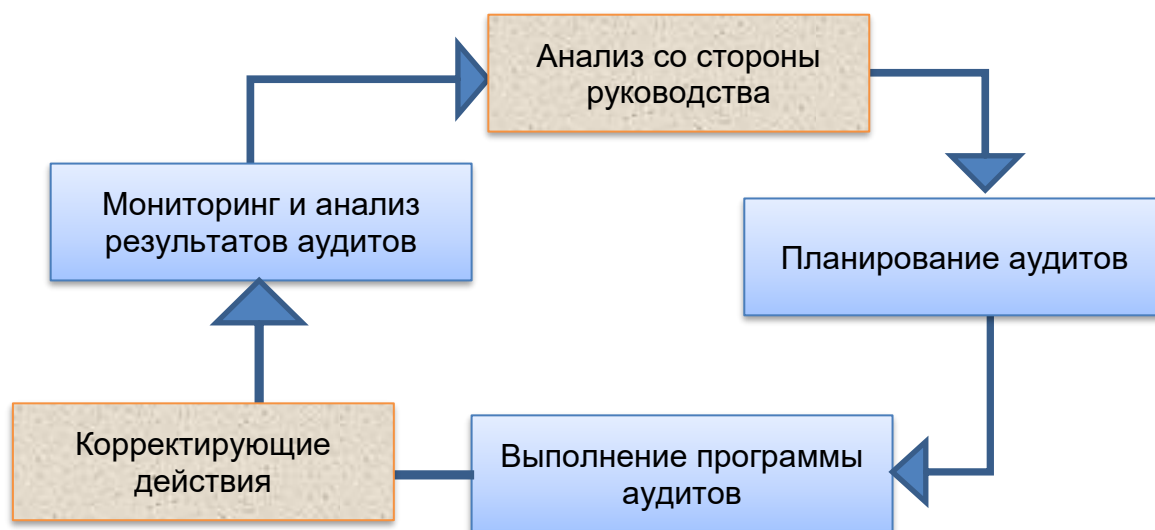 Анализ со стороны
руководства
Мониторинг и анализ
результатов аудитов
Планирование аудитов
Корректирующие
действия
Выполнение программы
аудитов